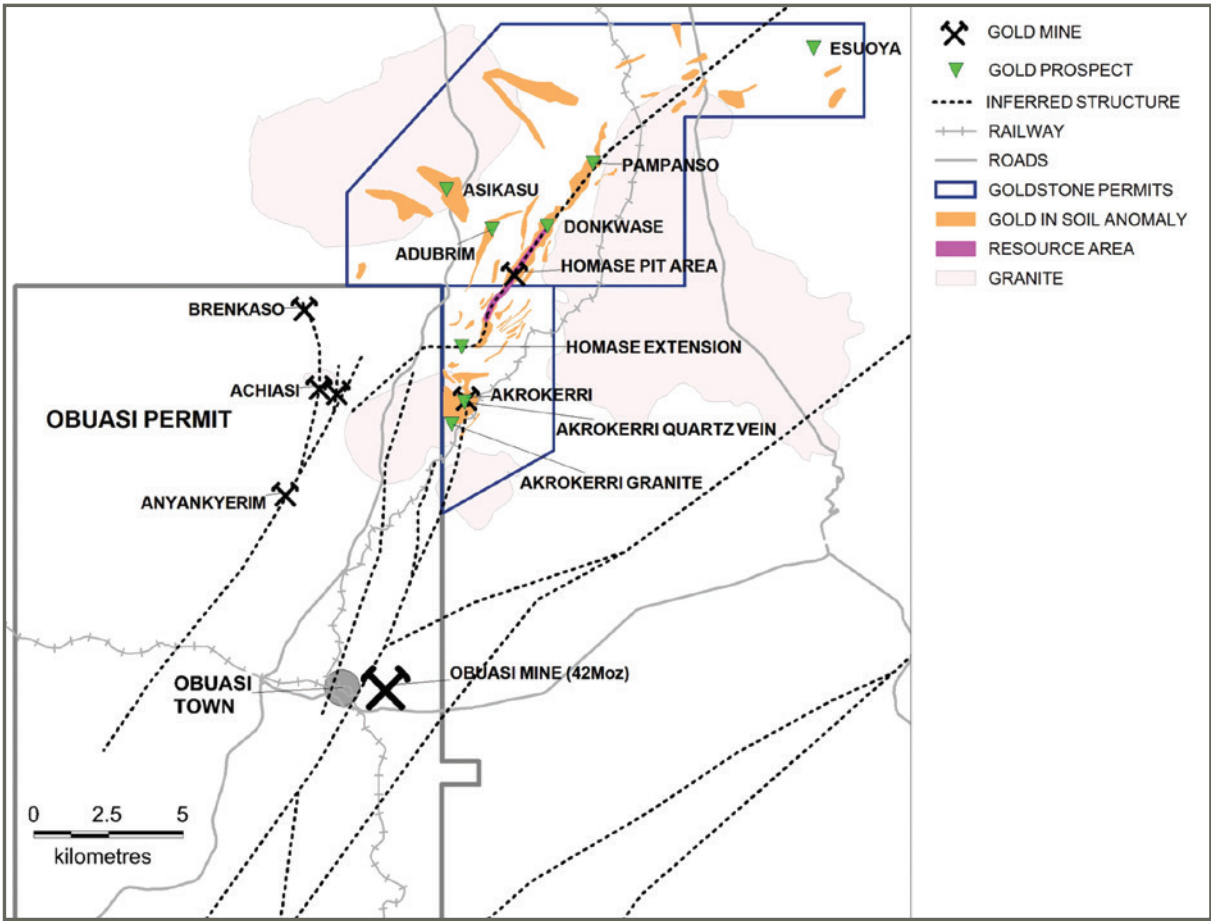 ESUOYA
PAMPANSO
ASIKASU
DONKWASE
ADUBRIM
HOMASE PIT AREA
BRENKASO
HOMASE EXTENSION
ACHIASI
AKROKERRI
OBUASI PERMIT
AKROKERRI QUARTZ VEIN
AKROKERRI GRANITE
ANYANKYERIM
OBUASI MINE (42Moz)
OBUASI
TOWN
0 2.5 5
kilometres
GOLD MINE
GOLD PROSPECT
INFERRED STRUCTURE
RAILWAY
ROADS
GOLDSTONE PERMITS
GOLD IN SOIL ANOMALY
RESOURCE AREA
GRANITE